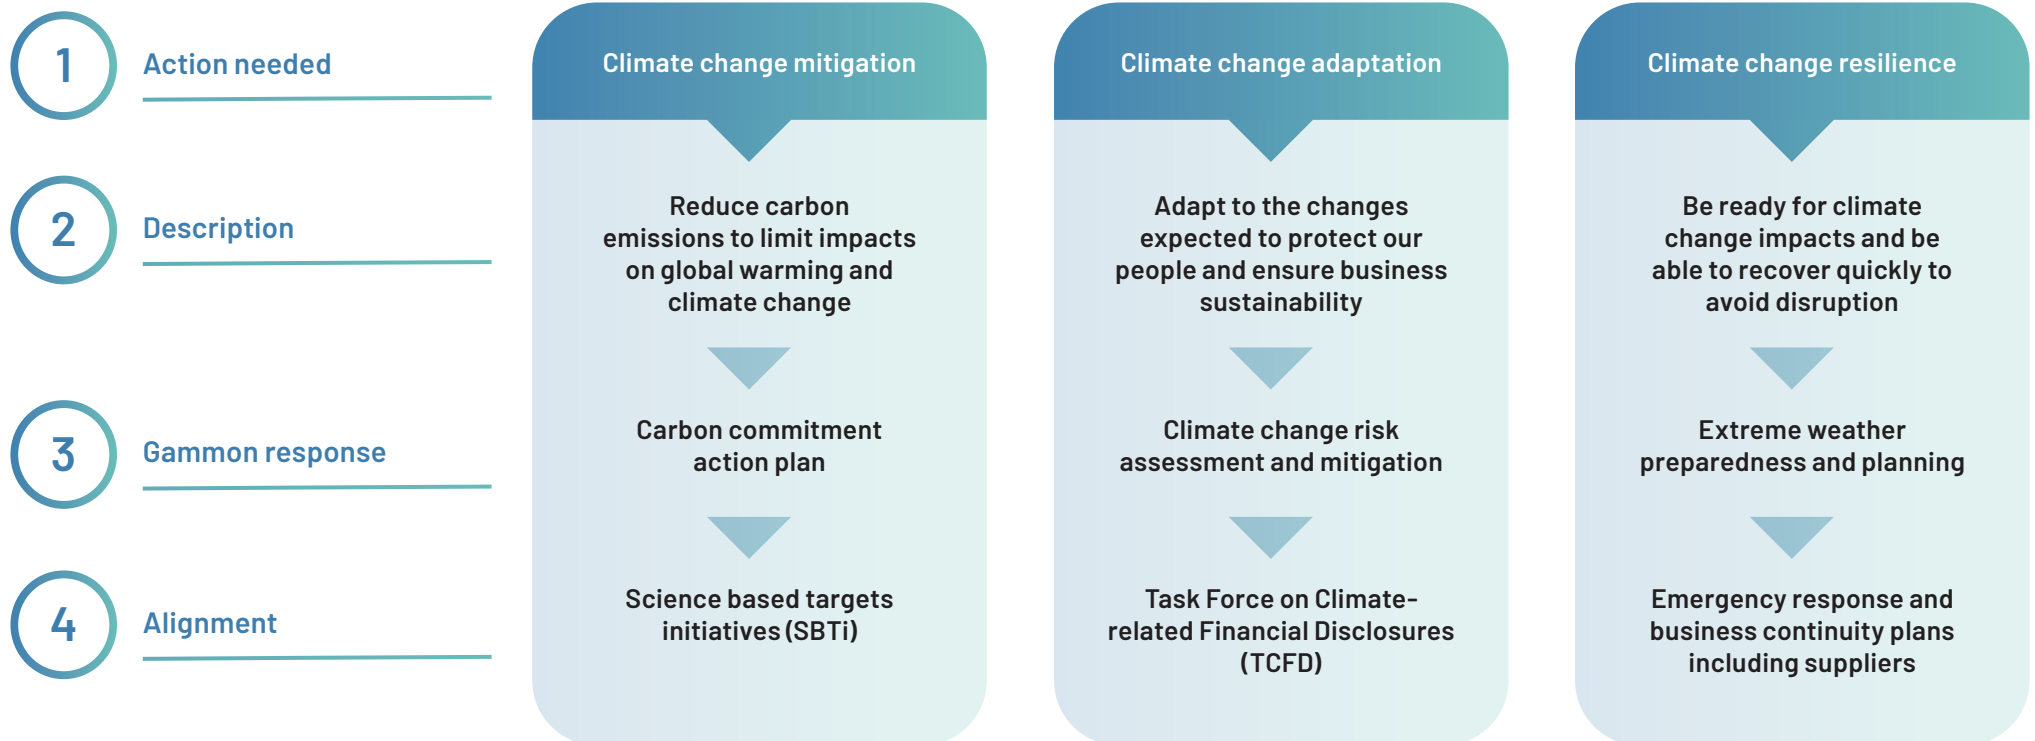 1
Action needed
2
Description
3
Gammon response
4
Alignment
Climate change mitigation
Reduce carbon
emissions to limit impacts
on global warming and
climate change
Carbon commitment
action plan
Science based targets
initiatives (SBTi)
Climate change adaptation
Adapt to the changes
expected to protect our
people and ensure business
sustainability
Climate change risk
assessment and mitigation
Task Force on Climate-
related Financial Disclosures
(TCFD)
Climate change resilience
Be ready for climate
change impacts and be
able to recover quickly to
avoid disruption
Extreme weather
preparedness and planning
Emergency response and
business continuity plans
including suppliers